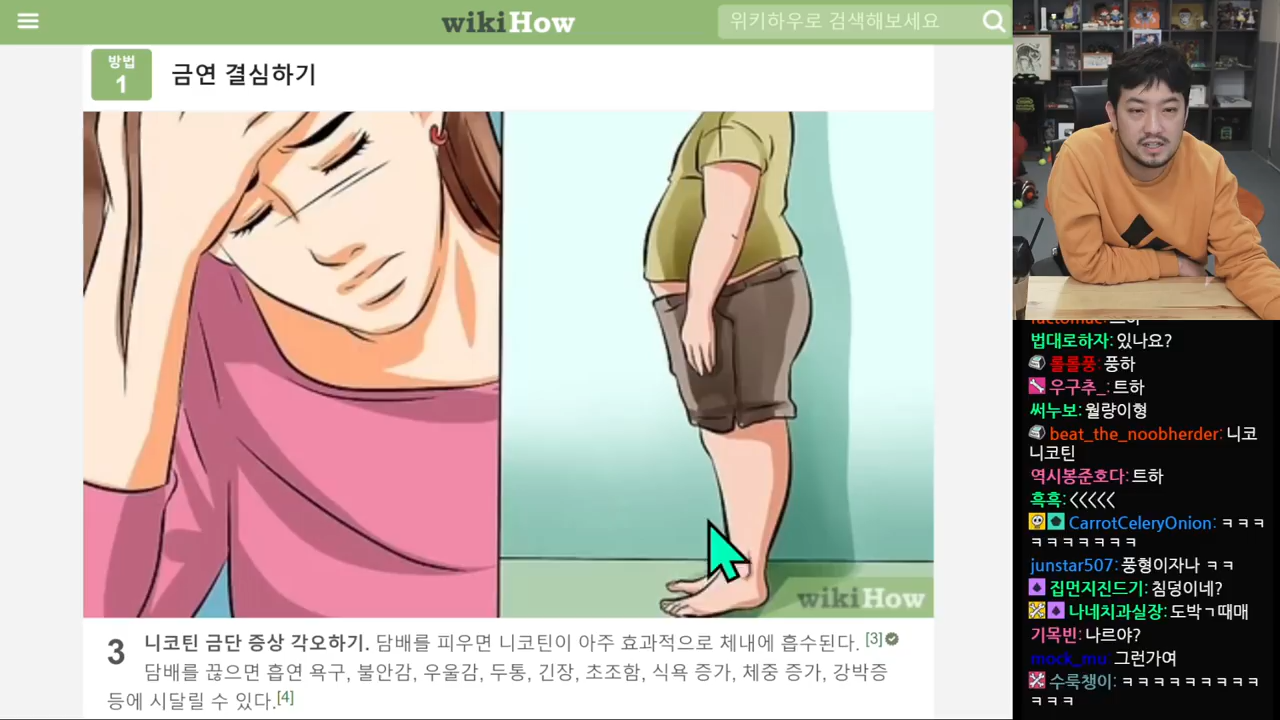 wikiHow
위키하우로 검색해보세요
방법
1
금연 결심하기
wikiHow
3
니코틴 금단 증상 각오하기. 담배를 피우면 니코틴이 아주 효과적으로 체내에 흡수된다. [3]
담배를 끊으면 흡연 욕구, 불안감, 우울감, 두통, 긴장, 초조함, 식욕 증가, 체중 증가, 강박증
등에 시달릴 수 있다.[4]
법대로하자: 있나요?
롤롤풍: 풍하
우구추_: 트하
써누보: 월량이형
beat_the_noobherder: 니코
니코틴
역시봉준호다: 트하
흑흑: <<<<<
CarrotCeleryOnion: ㅋㅋㅋ
ㅋㅋㅋㅋㅋㅋㅋ
junstar507: 풍형이자나 ㅋㅋ
집먼지진드기: 침덩이네?
나네치과실장: 도박ㄱ때매
기목빈: 나르야?
mock_mu 그런가여
수룩챙이: ㅋㅋㅋㅋㅋㅋㅋㅋㅋ
ㅋㅋㅋ